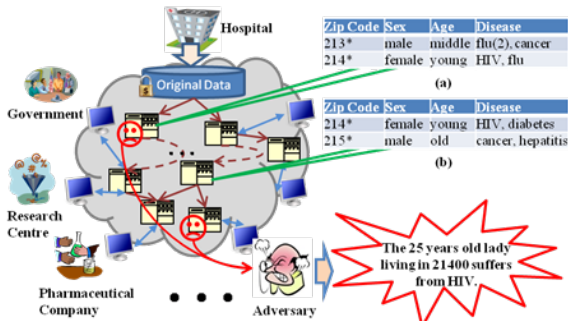 Hospital
Original Data
Government
Research
Centre
Pharmaceutical
Company
Adversary
Zip Code Sex Age Disease
213* male middle flu(2), cancer
214* female young HIV, flu
(a)
Zip Code Sex Age Disease
214* female young HIV, diabetes
215* male old cancer, hepatitis
(b)
The 25 years old lady
living in 21400 suffers
from HIV.